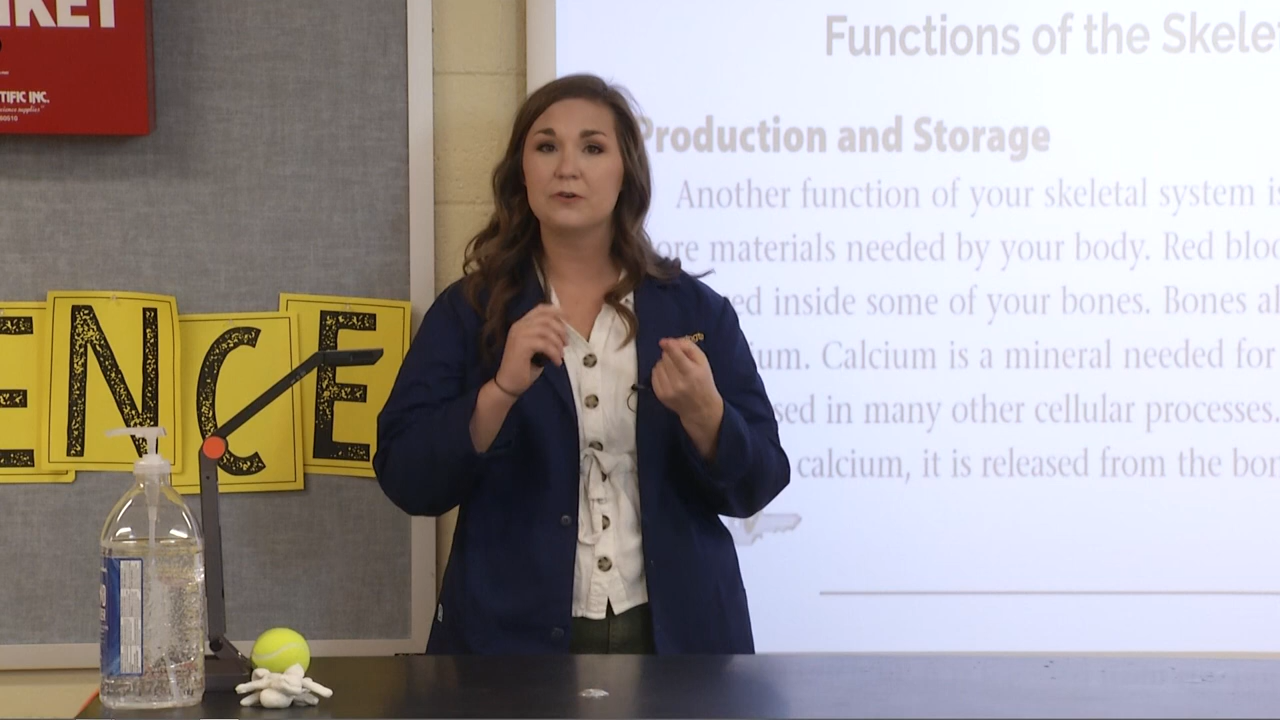 TIFIC INC.
ENCE
Functions of the Skele
Production and Storage
Another function of your skeletal system i
ore materials needed by your body. Red bloo
ed inside some of your bones. Bones al
ium. Calcium is a mineral needed for
sed in many other cellular processes.
calcium, it is released from the bon